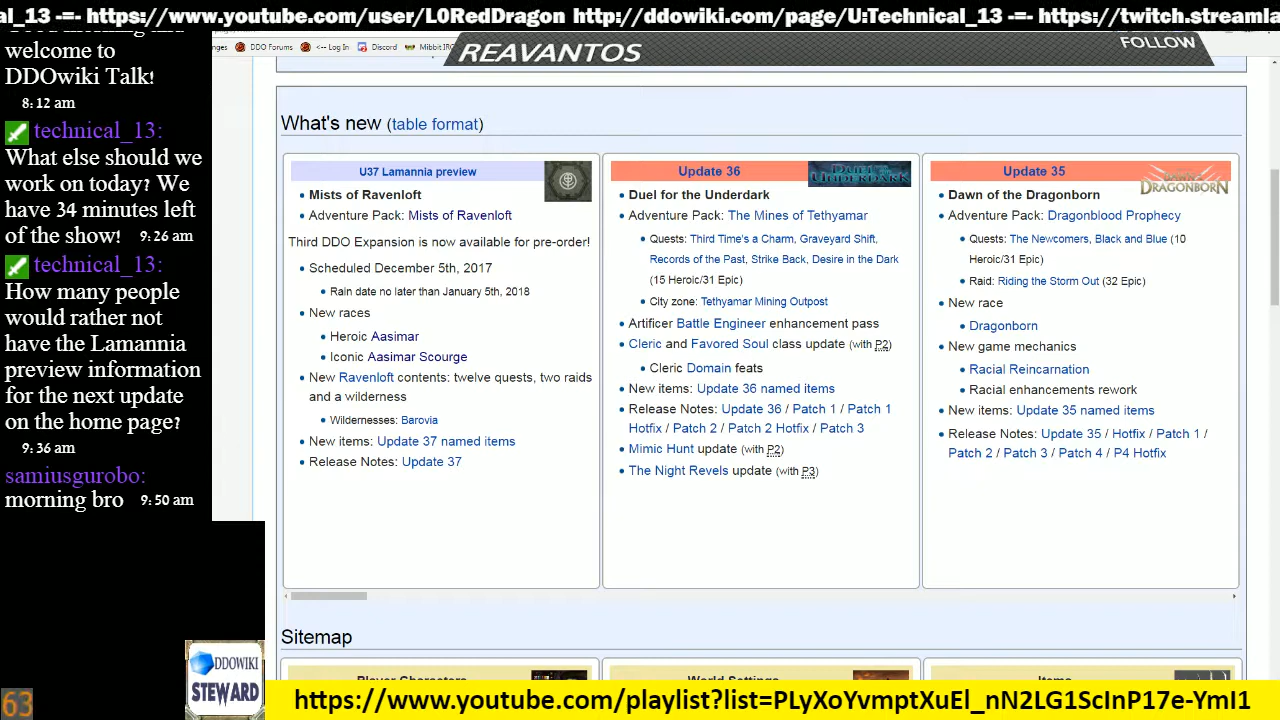 al_13 -=- https://www.youtube.com/user/L0RedDragon http://ddowiki.com/page/U:Technical_13 -=- https://twitch.streamla
welcome to
DDOwiki Talk!
8:12 am
technical_13:
What else should we
work on today? We
have 34 minutes left
of the show! 9:26 am
technical_13:
How many people
would rather not
have the Lamannia
preview information
for the next update
on the home page?
9:36 am
samiusgurobo:
morning bro 9:50 am
63
DDOWIKI
STEWARD
nges DDO Forums <-- Log In Discord Mibbit IR
REAVANTOS
FOLLOW
What's new (table format)
U37 Lamannia preview
• Mists of Ravenloft
• Adventure Pack: Mists of Ravenloft
Third DDO Expansion is now available for pre-order!
• Scheduled December 5th, 2017
• Rain date no later than January 5th, 2018
• New races
• Heroic Aasimar
• Iconic Aasimar Scourge
• New Ravenloft contents: twelve quests, two raids
and a wilderness
• Wildernesses: Barovia
• New items: Update 37 named items
• Release Notes: Update 37
Update 36
DUEL UNDERDARK
• Duel for the Underdark
• Adventure Pack: The Mines of Tethyamar
• Quests: Third Time's a Charm, Graveyard Shift,
Records of the Past, Strike Back, Desire in the Dark
(15 Heroic/31 Epic)
• City zone: Tethyamar Mining Outpost
• Artificer Battle Engineer enhancement pass
• Cleric and Favored Soul class update (with P2)
• Cleric Domain feats
• New items: Update 36 named items
• Release Notes: Update 36 / Patch 1 / Patch 1
Hotfix / Patch 2 / Patch 2 Hotfix / Patch 3
• Mimic Hunt update (with P2)
• The Night Revels update (with P3)
Update 35
DRAGONBORN
• Dawn of the Dragonborn
• Adventure Pack: Dragonblood Prophecy
• Quests: The Newcomers, Black and Blue (10
Heroic/31 Epic)
• Raid: Riding the Storm Out (32 Epic)
• New race
• Dragonborn
• New game mechanics
• Racial Reincarnation
• Racial enhancements rework
• New items: Update 35 named items
• Release Notes: Update 35 / Hotfix / Patch 1 /
Patch 2 / Patch 3 / Patch 4 / P4 Hotfix
Sitemap
Player Characters
World Settings
Items
https://www.youtube.com/playlist?list=PLyXoYvmptXuEl_nN2LG1ScInP17e-YmI1